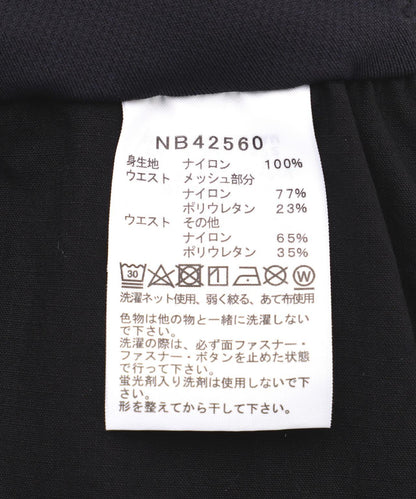 NB42560
身生地 ナイロン 100%
ウエスト メッシュ部分
ナイロン 77%
ポリウレタン 23%
ウエスト その他
ナイロン 65%
ポリウレタン 35%
30 W
洗濯ネット使用、弱く絞る、あて布使用
色物は他の物と一緒に洗濯しない
で下さい。
洗濯の際は、必ず面ファスナー・
ファスナー・ボタンを止めた状態
で行って下さい。
蛍光剤入り洗剤は使用しないで下
さい。
形を整えてから干して下さい。